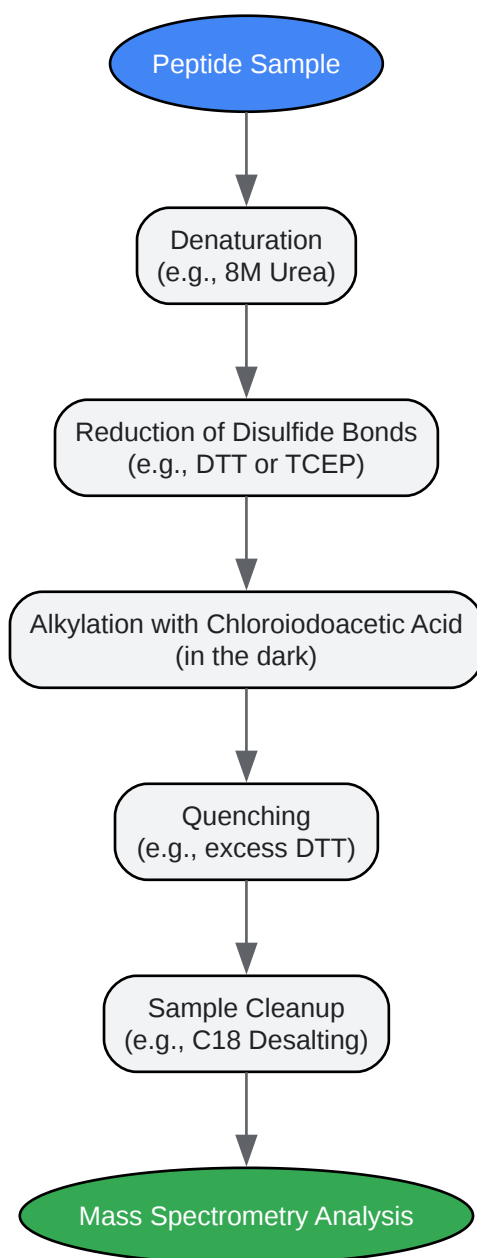 Peptide Sample
Denaturation
(e.g., 8M Urea)
Reduction of Disulfide Bonds
(e.g., DTT or TCEP)
Alkylation with Chloroiodoacetic Acid
(in the dark)
Quenching
(e.g., excess DTT)
Sample Cleanup
(e.g., C18 Desalting)
Mass Spectrometry Analysis